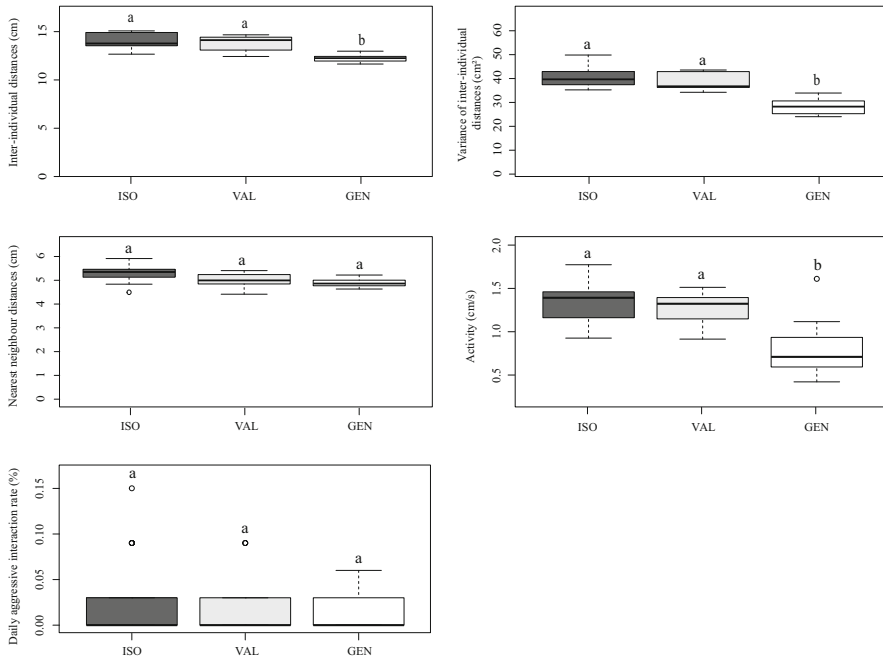 Inter-individual distances (cm)
15
10
5
0
a
a
b
ISO
VAL
GEN
Variance of inter-individual
distances (cm²)
60
50
40
30
20
10
0
a
a
b
ISO
VAL
GEN
Nearest neighbour distances (cm)
6
5
4
3
2
1
0
a
a
a
ISO
VAL
GEN
Activity (cm/s)
2.0
1.5
1.0
0.5
a
a
b
ISO
VAL
GEN
Daily aggressive interaction rate (%)
0.15
0.10
0.05
0.00
a
a
a
ISO
VAL
GEN